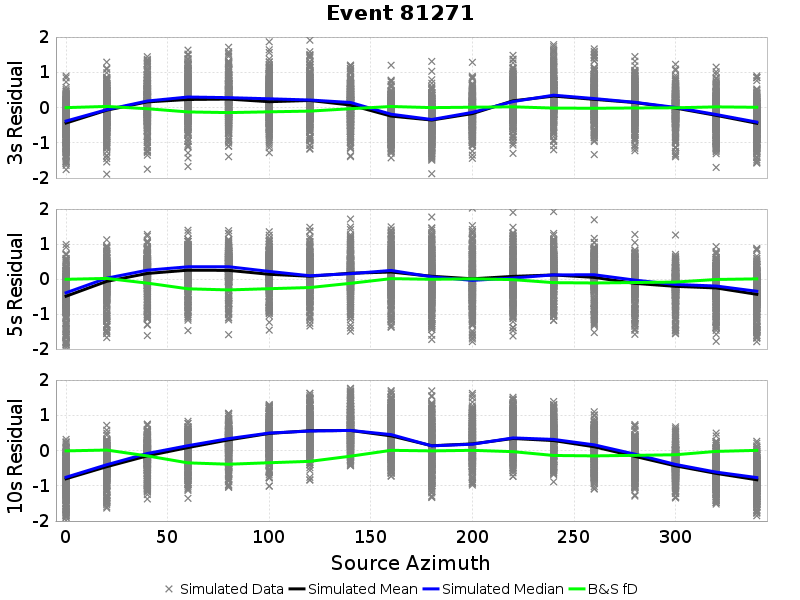 Event 81271
3s Residual
2
1
0
-1
-2
5s Residual
2
1
0
-1
-2
10s Residual
2
1
0
-1
-2
0 50 100 150 200 250 300
Source Azimuth
Simulated Data Simulated Mean Simulated Median B&S fD